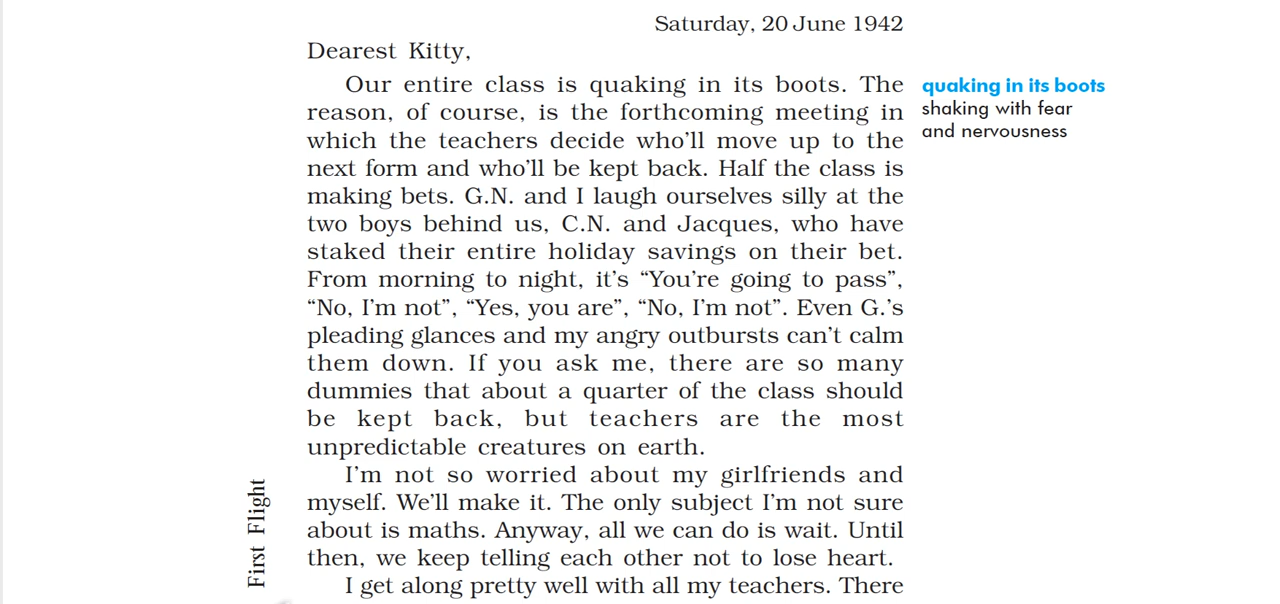 Saturday, 20 June 1942
Dearest Kitty,
Our entire class is quaking in its boots. The
reason, of course, is the forthcoming meeting in
which the teachers decide who’ll move up to the
next form and who’ll be kept back. Half the class is
making bets. G.N. and I laugh ourselves silly at the
two boys behind us, C.N. and Jacques, who have
staked their entire holiday savings on their bet.
From morning to night, it’s “You’re going to pass”,
“No, I’m not”, “Yes, you are”, “No, I’m not”. Even G.’s
pleading glances and my angry outbursts can’t calm
them down. If you ask me, there are so many
dummies that about a quarter of the class should
be kept back, but teachers are the most
unpredictable creatures on earth.
I’m not so worried about my girlfriends and
myself. We’ll make it. The only subject I’m not sure
about is maths. Anyway, all we can do is wait. Until
then, we keep telling each other not to lose heart.
I get along pretty well with all my teachers. There
quaking in its boots
shaking with fear
and nervousness
First Flight